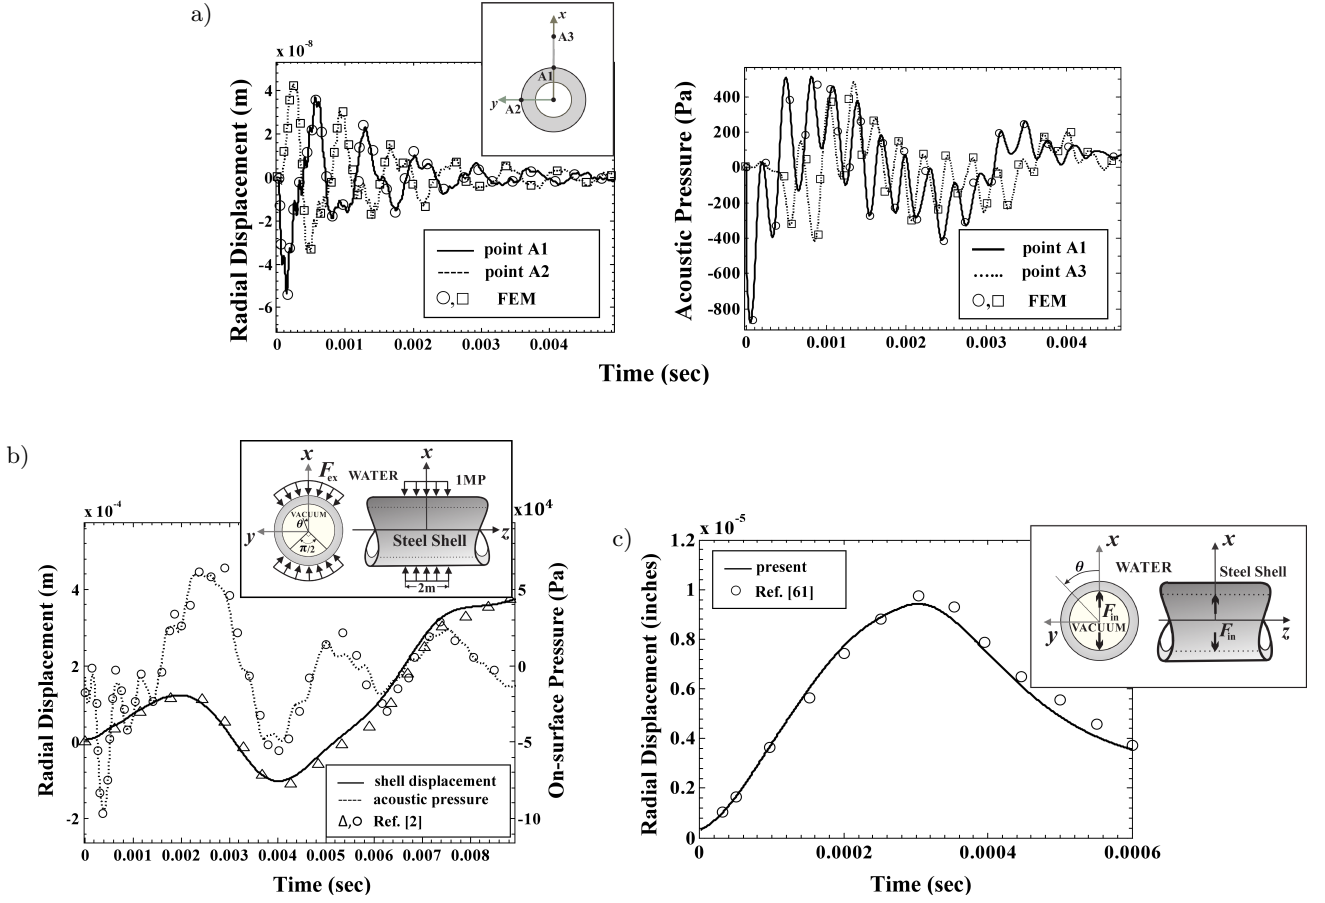 a)
x 10⁻⁸
Radial Displacement (m)
4
2
0
-2
-4
-6
0 0.001 0.002 0.003 0.004
x
A3
A1
y
A2
point A1
point A2
FEM
Acoustic Pressure (Pa)
400
200
0
-200
-400
-600
-800
0 0.001 0.002 0.003 0.004
point A1
point A3
FEM
Time (sec)
b)
x 10⁻⁴
Radial Displacement (m)
4
2
0
-2
0 0.001 0.002 0.003 0.004 0.005 0.006 0.007 0.008
Time (sec)
x10⁴
On-surface Pressure (Pa)
5
0
-5
-10
x
F_ex
WATER
VACUUM
θ
π/2
y
x
1MP
Steel Shell
z
2m
shell displacement
acoustic pressure
Δ,O Ref. [2]
c)
x 10⁻⁵
Radial Displacement (inches)
1.2
1
0.8
0.6
0.4
0.2
0
0 0.0002 0.0004 0.0006
Time (sec)
present
Ref. [61]
x
θ
WATER
F_in
VACUUM
y
x
Steel Shell
F_in
z